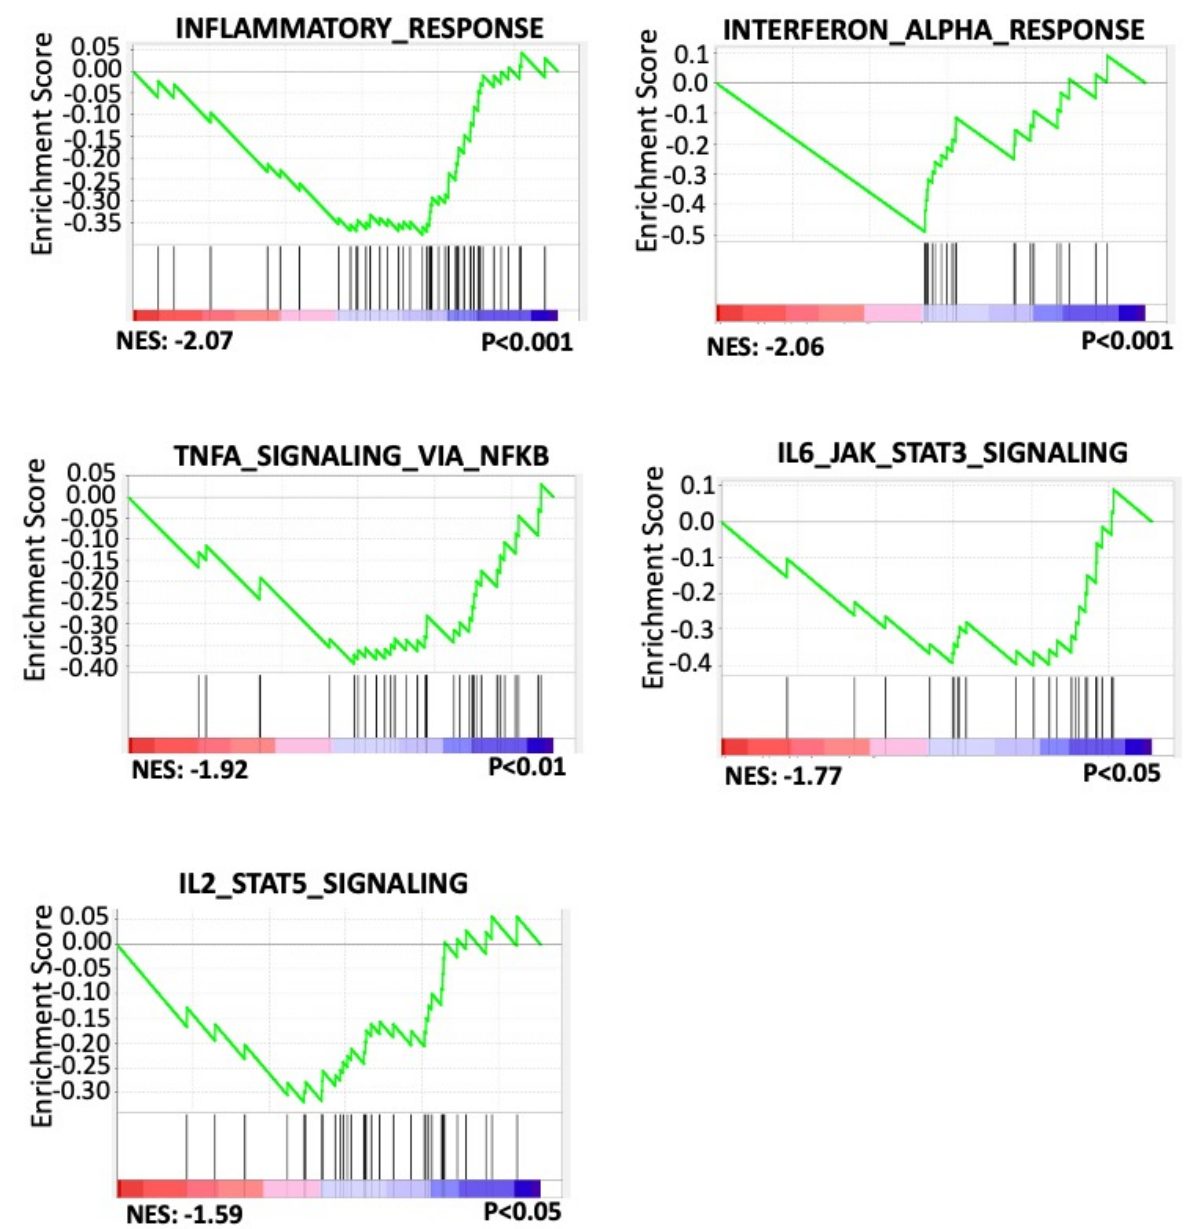 INFLAMMATORY_RESPONSE
Enrichment Score
0.05
0.00
-0.05
-0.10
-0.15
-0.20
-0.25
-0.30
-0.35
NES: -2.07 P<0.001
INTERFERON_ALPHA_RESPONSE
Enrichment Score
0.1
0.0
-0.1
-0.2
-0.3
-0.4
-0.5
NES: -2.06 P<0.001
TNFA_SIGNALING_VIA_NFKB
Enrichment Score
0.05
0.00
-0.05
-0.10
-0.15
-0.20
-0.25
-0.30
-0.35
-0.40
NES: -1.92 P<0.01
IL6_JAK_STAT3_SIGNALING
Enrichment Score
0.1
0.0
-0.1
-0.2
-0.3
-0.4
NES: -1.77 P<0.05
IL2_STAT5_SIGNALING
Enrichment Score
0.05
0.00
-0.05
-0.10
-0.15
-0.20
-0.25
-0.30
NES: -1.59 P<0.05